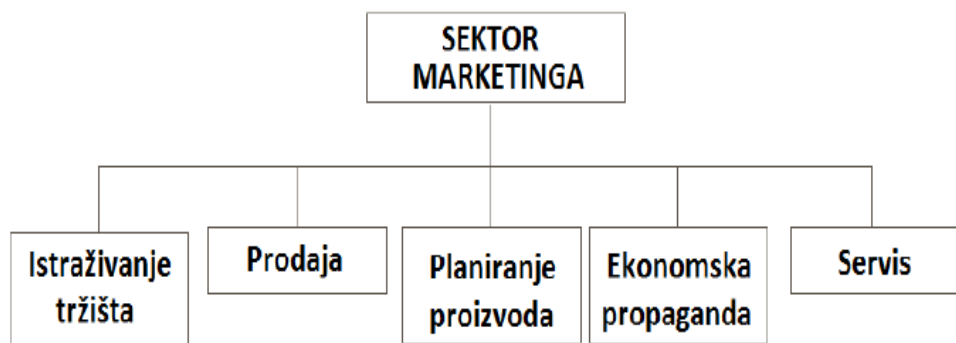 SEKTOR
MARKETINGA
Istraživanje
tržišta
Prodaja
Planiranje
proizvoda
Ekonomska
propaganda
Servis